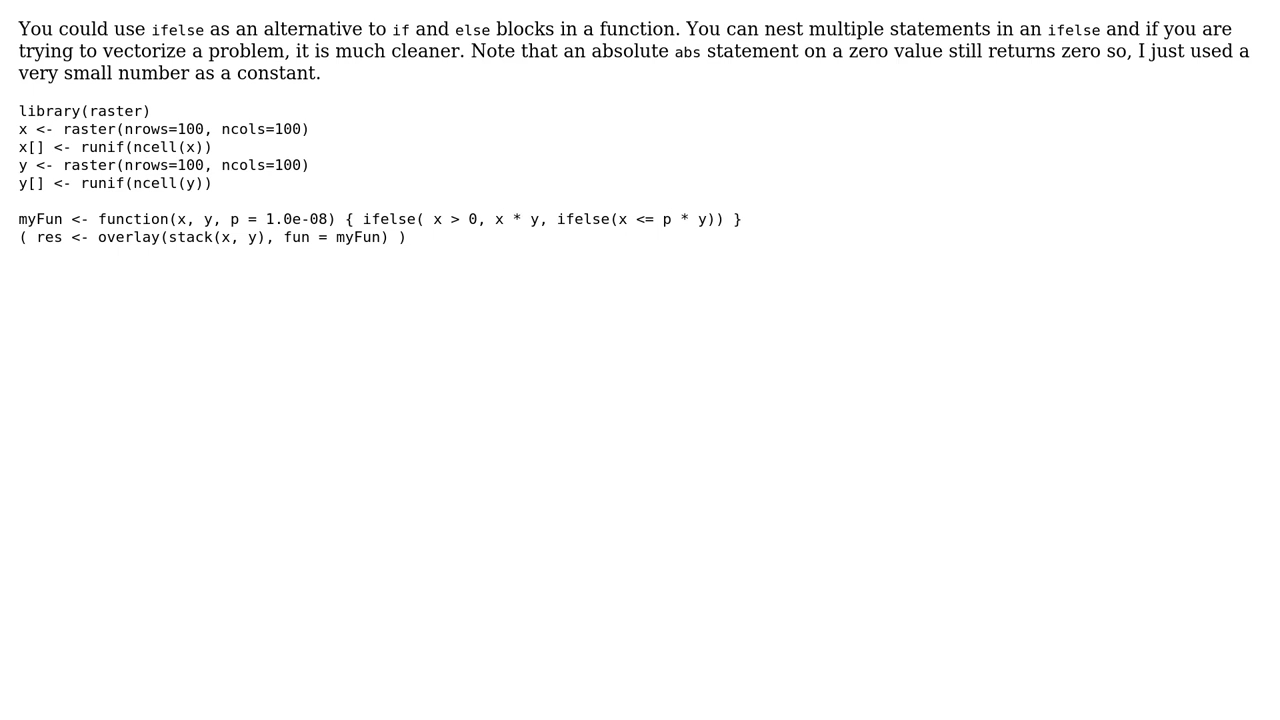 You could use ifelse as an alternative to if and else blocks in a function. You can nest multiple statements in an ifelse and if you are
trying to vectorize a problem, it is much cleaner. Note that an absolute abs statement on a zero value still returns zero so, I just used a
very small number as a constant.
library(raster)
x <- raster(nrows=100, ncols=100)
x[] <- runif(ncell(x))
y <- raster(nrows=100, ncols=100)
y[] <- runif(ncell(y))
myFun <- function(x, y, p = 1.0e-08) { ifelse( x > 0, x * y, ifelse(x <= p * y)) }
( res <- overlay(stack(x, y), fun = myFun) )